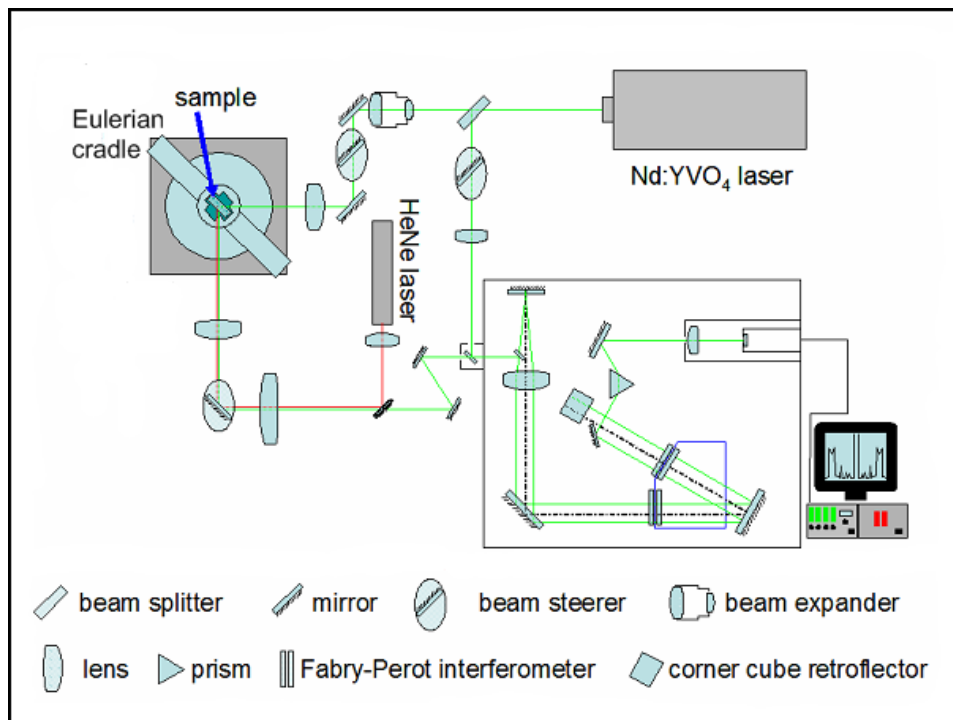 sample
Eulerian
cradle
Nd:YVO₄ laser
HeNe laser
beam splitter
mirror
beam steerer
beam expander
lens
prism
Fabry-Perot interferometer
corner cube retroflector